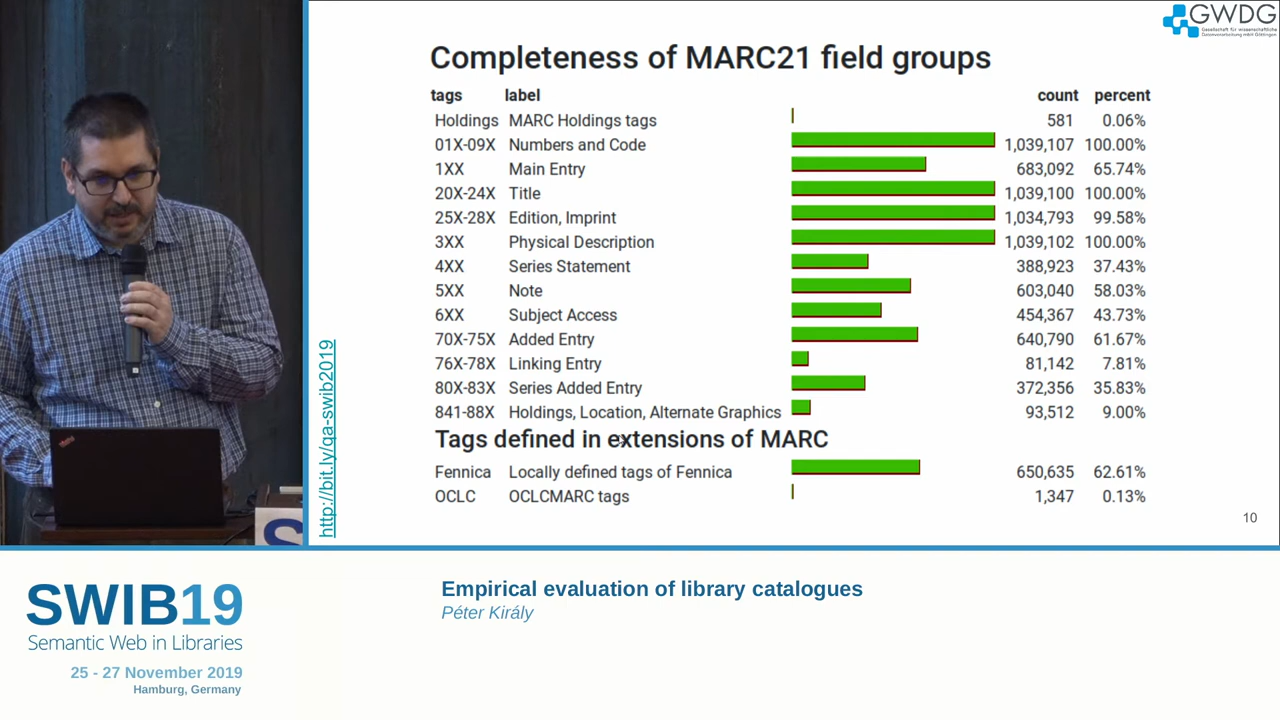 GWDG
Gesellschaft für wissenschaftliche
Datenverarbeitung mbH Göttingen
Completeness of MARC21 field groups
tags label count percent
Holdings MARC Holdings tags 581 0.06%
01X-09X Numbers and Code 1,039,107 100.00%
1XX Main Entry 683,092 65.74%
20X-24X Title 1,039,100 100.00%
25X-28X Edition, Imprint 1,034,793 99.58%
3XX Physical Description 1,039,102 100.00%
4XX Series Statement 388,923 37.43%
5XX Note 603,040 58.03%
6XX Subject Access 454,367 43.73%
70X-75X Added Entry 640,790 61.67%
76X-78X Linking Entry 81,142 7.81%
80X-83X Series Added Entry 372,356 35.83%
841-88X Holdings, Location, Alternate Graphics 93,512 9.00%
Tags defined in extensions of MARC
Fennica Locally defined tags of Fennica 650,635 62.61%
OCLC OCLCMARC tags 1,347 0.13%
10
http://bit.ly/qa-swib2019
ThinkPad
S
SWIB19
Semantic Web in Libraries
25 - 27 November 2019
Hamburg, Germany
Empirical evaluation of library catalogues
Péter Király